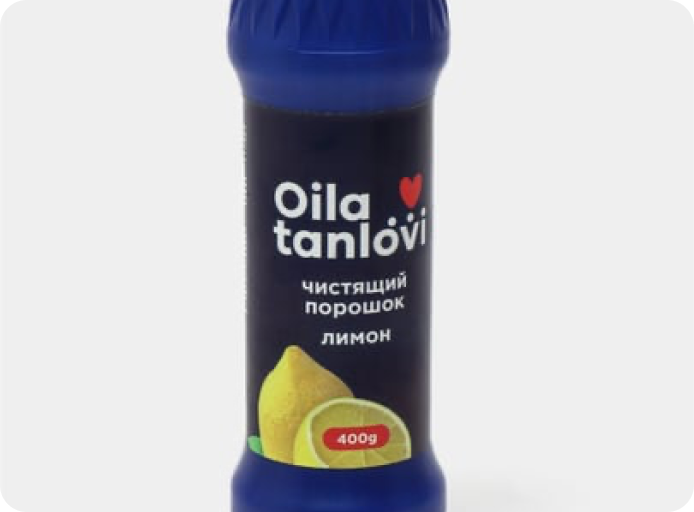 Oila
tanlovi
чистящий
порошок
лимон
400g